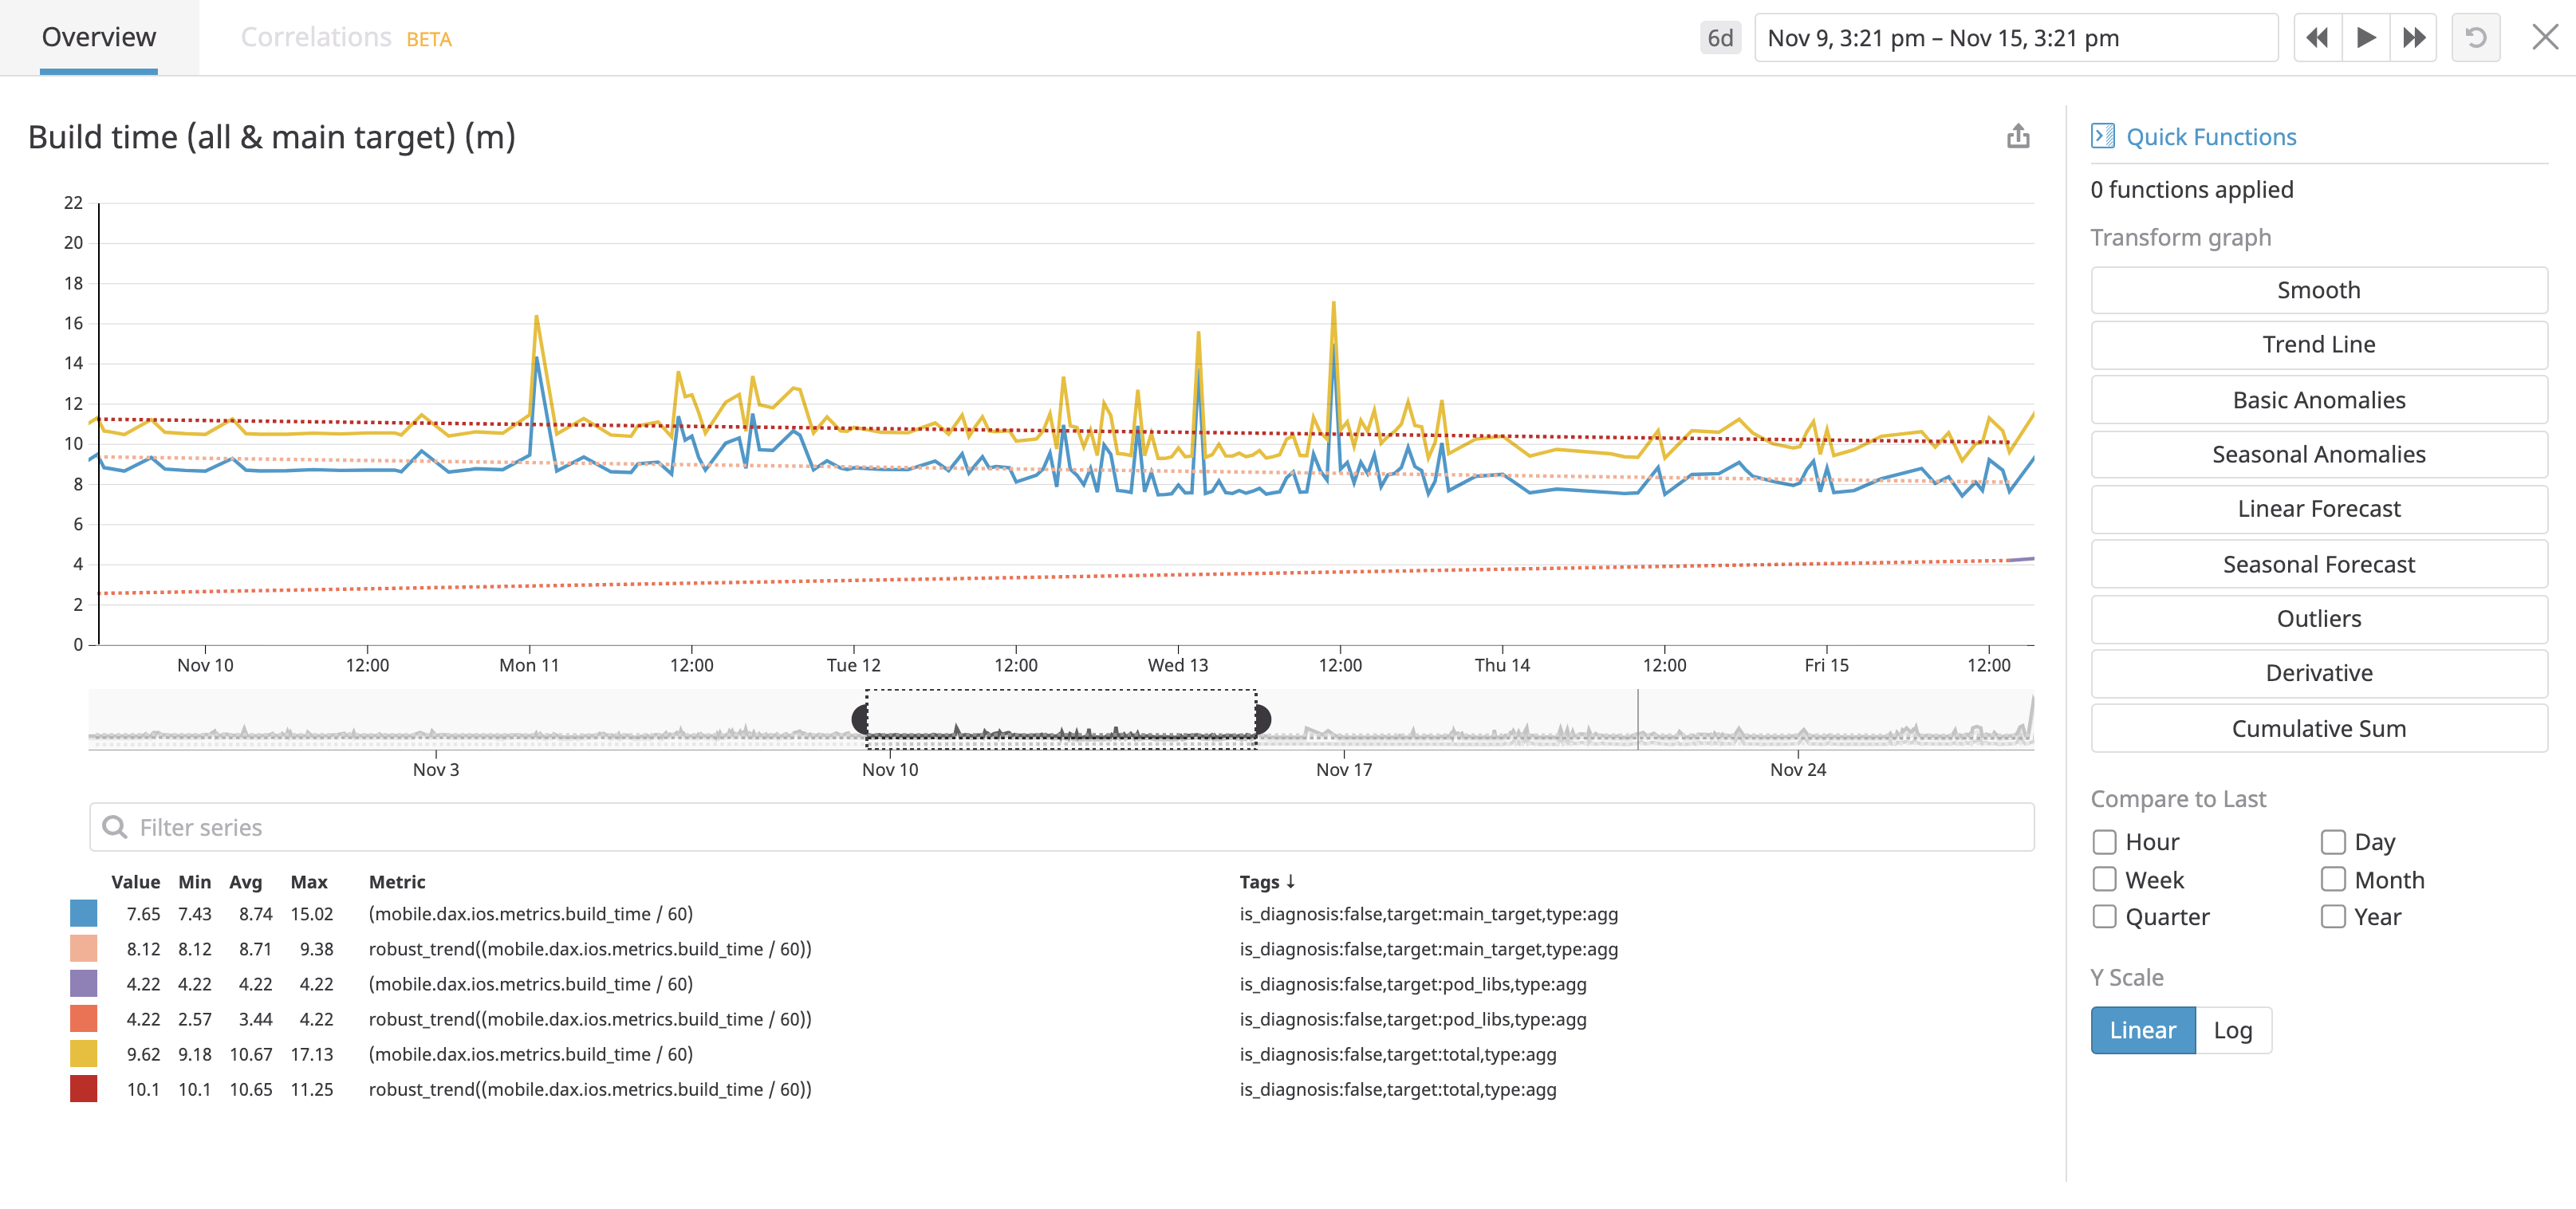 Overview Correlations BETA 6d Nov 9, 3:21 pm – Nov 15, 3:21 pm
Build time (all & main target) (m)
22
20
18
16
14
12
10
8
6
4
2
0
Nov 10 12:00 Mon 11 12:00 Tue 12 12:00 Wed 13 12:00 Thu 14 12:00 Fri 15 12:00
Nov 3 Nov 10 Nov 17 Nov 24
Filter series
Value Min Avg Max Metric Tags ↓
7.65 7.43 8.74 15.02 (mobile.dax.ios.metrics.build_time / 60) is_diagnosis:false,target:main_target,type:agg
8.12 8.12 8.71 9.38 robust_trend((mobile.dax.ios.metrics.build_time / 60)) is_diagnosis:false,target:main_target,type:agg
4.22 4.22 4.22 4.22 (mobile.dax.ios.metrics.build_time / 60) is_diagnosis:false,target:pod_libs,type:agg
4.22 2.57 3.44 4.22 robust_trend((mobile.dax.ios.metrics.build_time / 60)) is_diagnosis:false,target:pod_libs,type:agg
9.62 9.18 10.67 17.13 (mobile.dax.ios.metrics.build_time / 60) is_diagnosis:false,target:total,type:agg
10.1 10.1 10.65 11.25 robust_trend((mobile.dax.ios.metrics.build_time / 60)) is_diagnosis:false,target:total,type:agg
Quick Functions
0 functions applied
Transform graph
Smooth
Trend Line
Basic Anomalies
Seasonal Anomalies
Linear Forecast
Seasonal Forecast
Outliers
Derivative
Cumulative Sum
Compare to Last
Hour Day
Week Month
Quarter Year
Y Scale
Linear Log